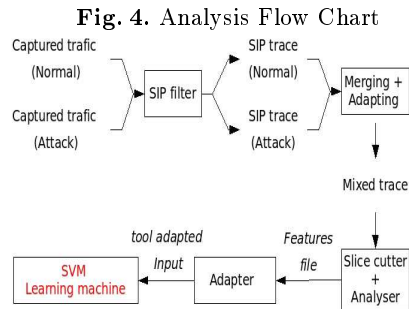 Fig. 4. Analysis Flow Chart
Captured trafic
(Normal)
SIP trace
(Normal)
SIP filter
Merging +
Adapting
Captured trafic
(Attack)
SIP trace
(Attack)
Mixed trace
tool adapted
Input
Features
file
Slice cutter
+
Analyser
Adapter
SVM
Learning machine